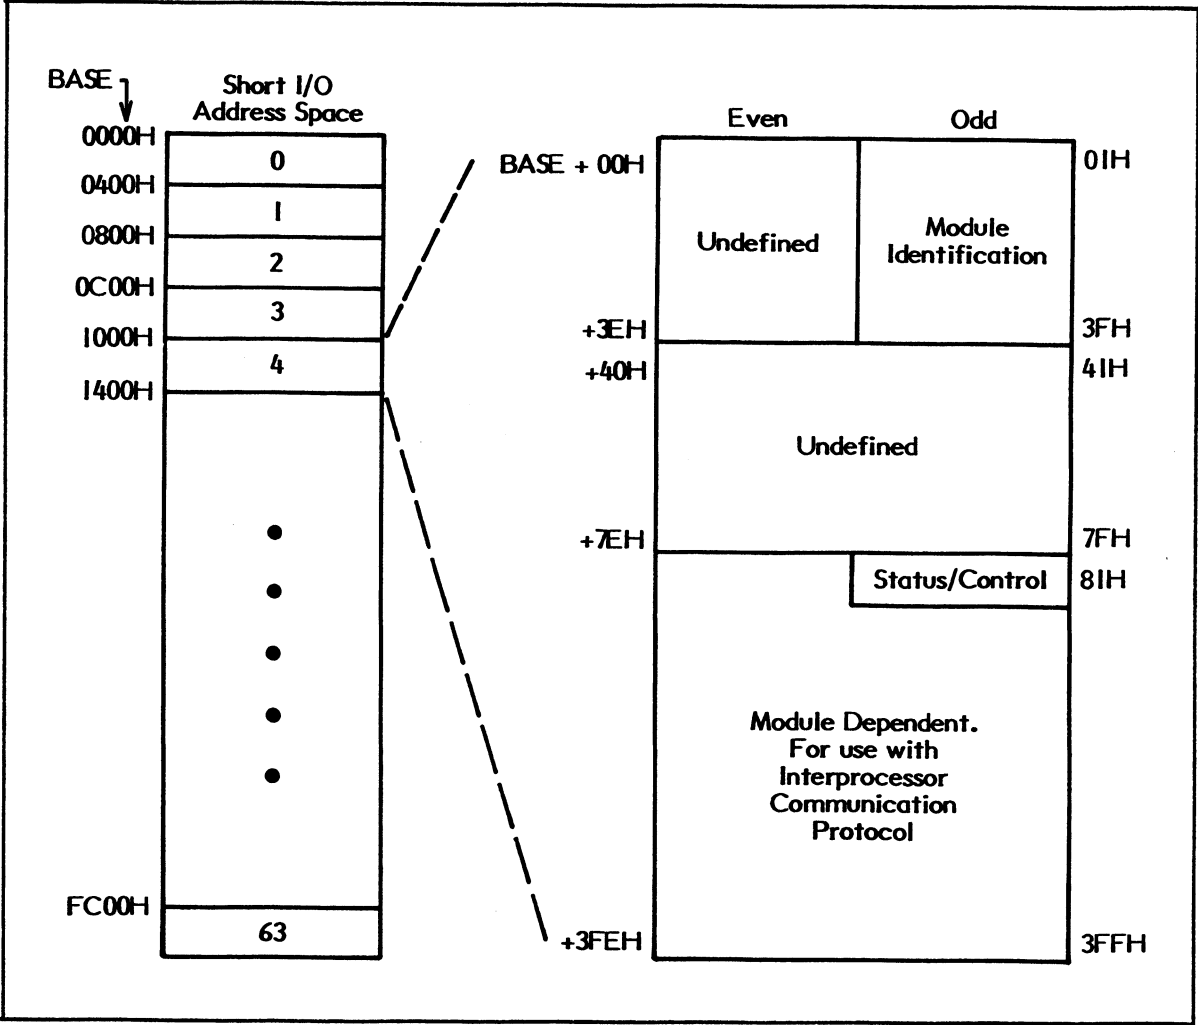 BASE
Short I/O
Address Space
0000H
0
0400H
1
0800H
2
0C00H
3
1000H
4
1400H
FC00H
63
Even
Odd
BASE + 00H
01H
Undefined
Module
Identification
+3EH
3FH
+40H
41H
Undefined
+7EH
7FH
Status/Control
81H
Module Dependent.
For use with
Interprocessor
Communication
Protocol
+3FEH
3FFH